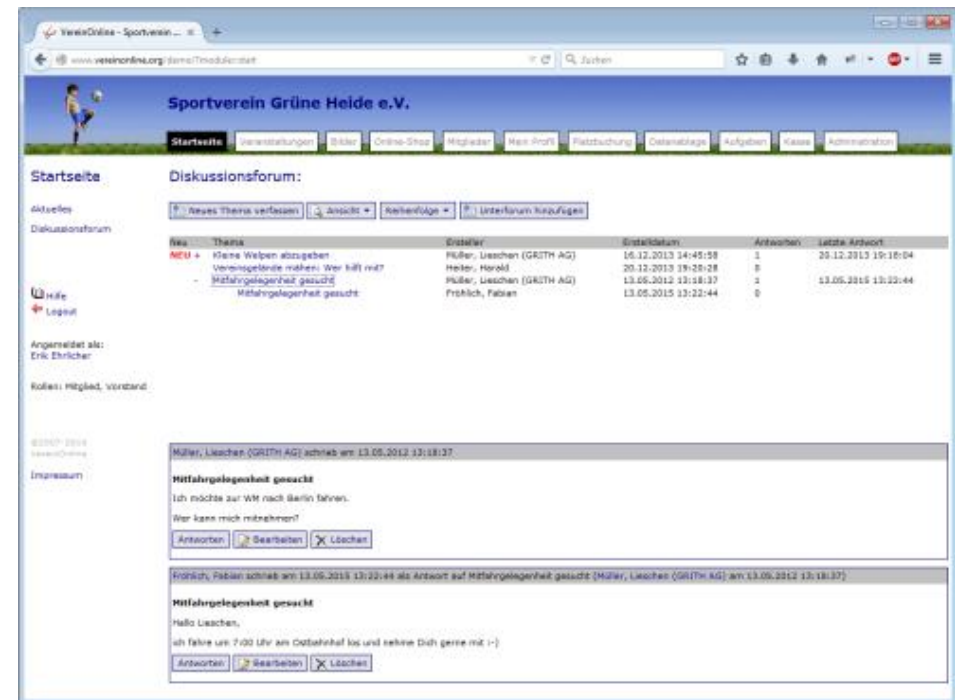 VereinOnline - Sportverein ...
www.vereinonline.org/demo/?module=start
Suchen
Sportverein Grüne Heide e.V.
Startseite Veranstaltungen Bilder Online-Shop Mitglieder Mein Profil Platzbuchung Dateiablage Aufgaben Kasse Administration
Startseite
Aktuelles
Diskussionsforum
Hilfe
Logout
Angemeldet als:
Erik Ehrlicher
Rollen: Mitglied, Vorstand
VereinOnline
Impressum
Diskussionsforum:
Neues Thema verfassen Ansicht Reihenfolge Unterforum hinzufügen
Neu Thema Ersteller Erstelldatum Antworten Letzte Antwort
NEU + Kleine Welpen abzugeben Müller, Lieschen (GRITH AG) 16.12.2013 14:45:58 1 20.12.2013 19:18:04
Vereinsgelände mähen: Wer hilft mit? Heider, Harald 20.12.2013 19:20:28 0
- Mitfahrgelegenheit gesucht Müller, Lieschen (GRITH AG) 13.05.2012 13:18:37 1 13.05.2015 13:22:44
Mitfahrgelegenheit gesucht Fröhlich, Fabian 13.05.2015 13:22:44 0
Müller, Lieschen (GRITH AG) schrieb am 13.05.2012 13:18:37
Mitfahrgelegenheit gesucht
Ich möchte zur WM nach Berlin fahren.
Wer kann mich mitnehmen?
Antworten Bearbeiten Löschen
Fröhlich, Fabian schrieb am 13.05.2015 13:22:44 als Antwort auf Mitfahrgelegenheit gesucht (Müller, Lieschen (GRITH AG) am 13.05.2012 13:18:37)
Mitfahrgelegenheit gesucht
Hallo Lieschen,
ich fahre um 7:00 Uhr am Ostbahnhof los und nehme Dich gerne mit :-)
Antworten Bearbeiten Löschen